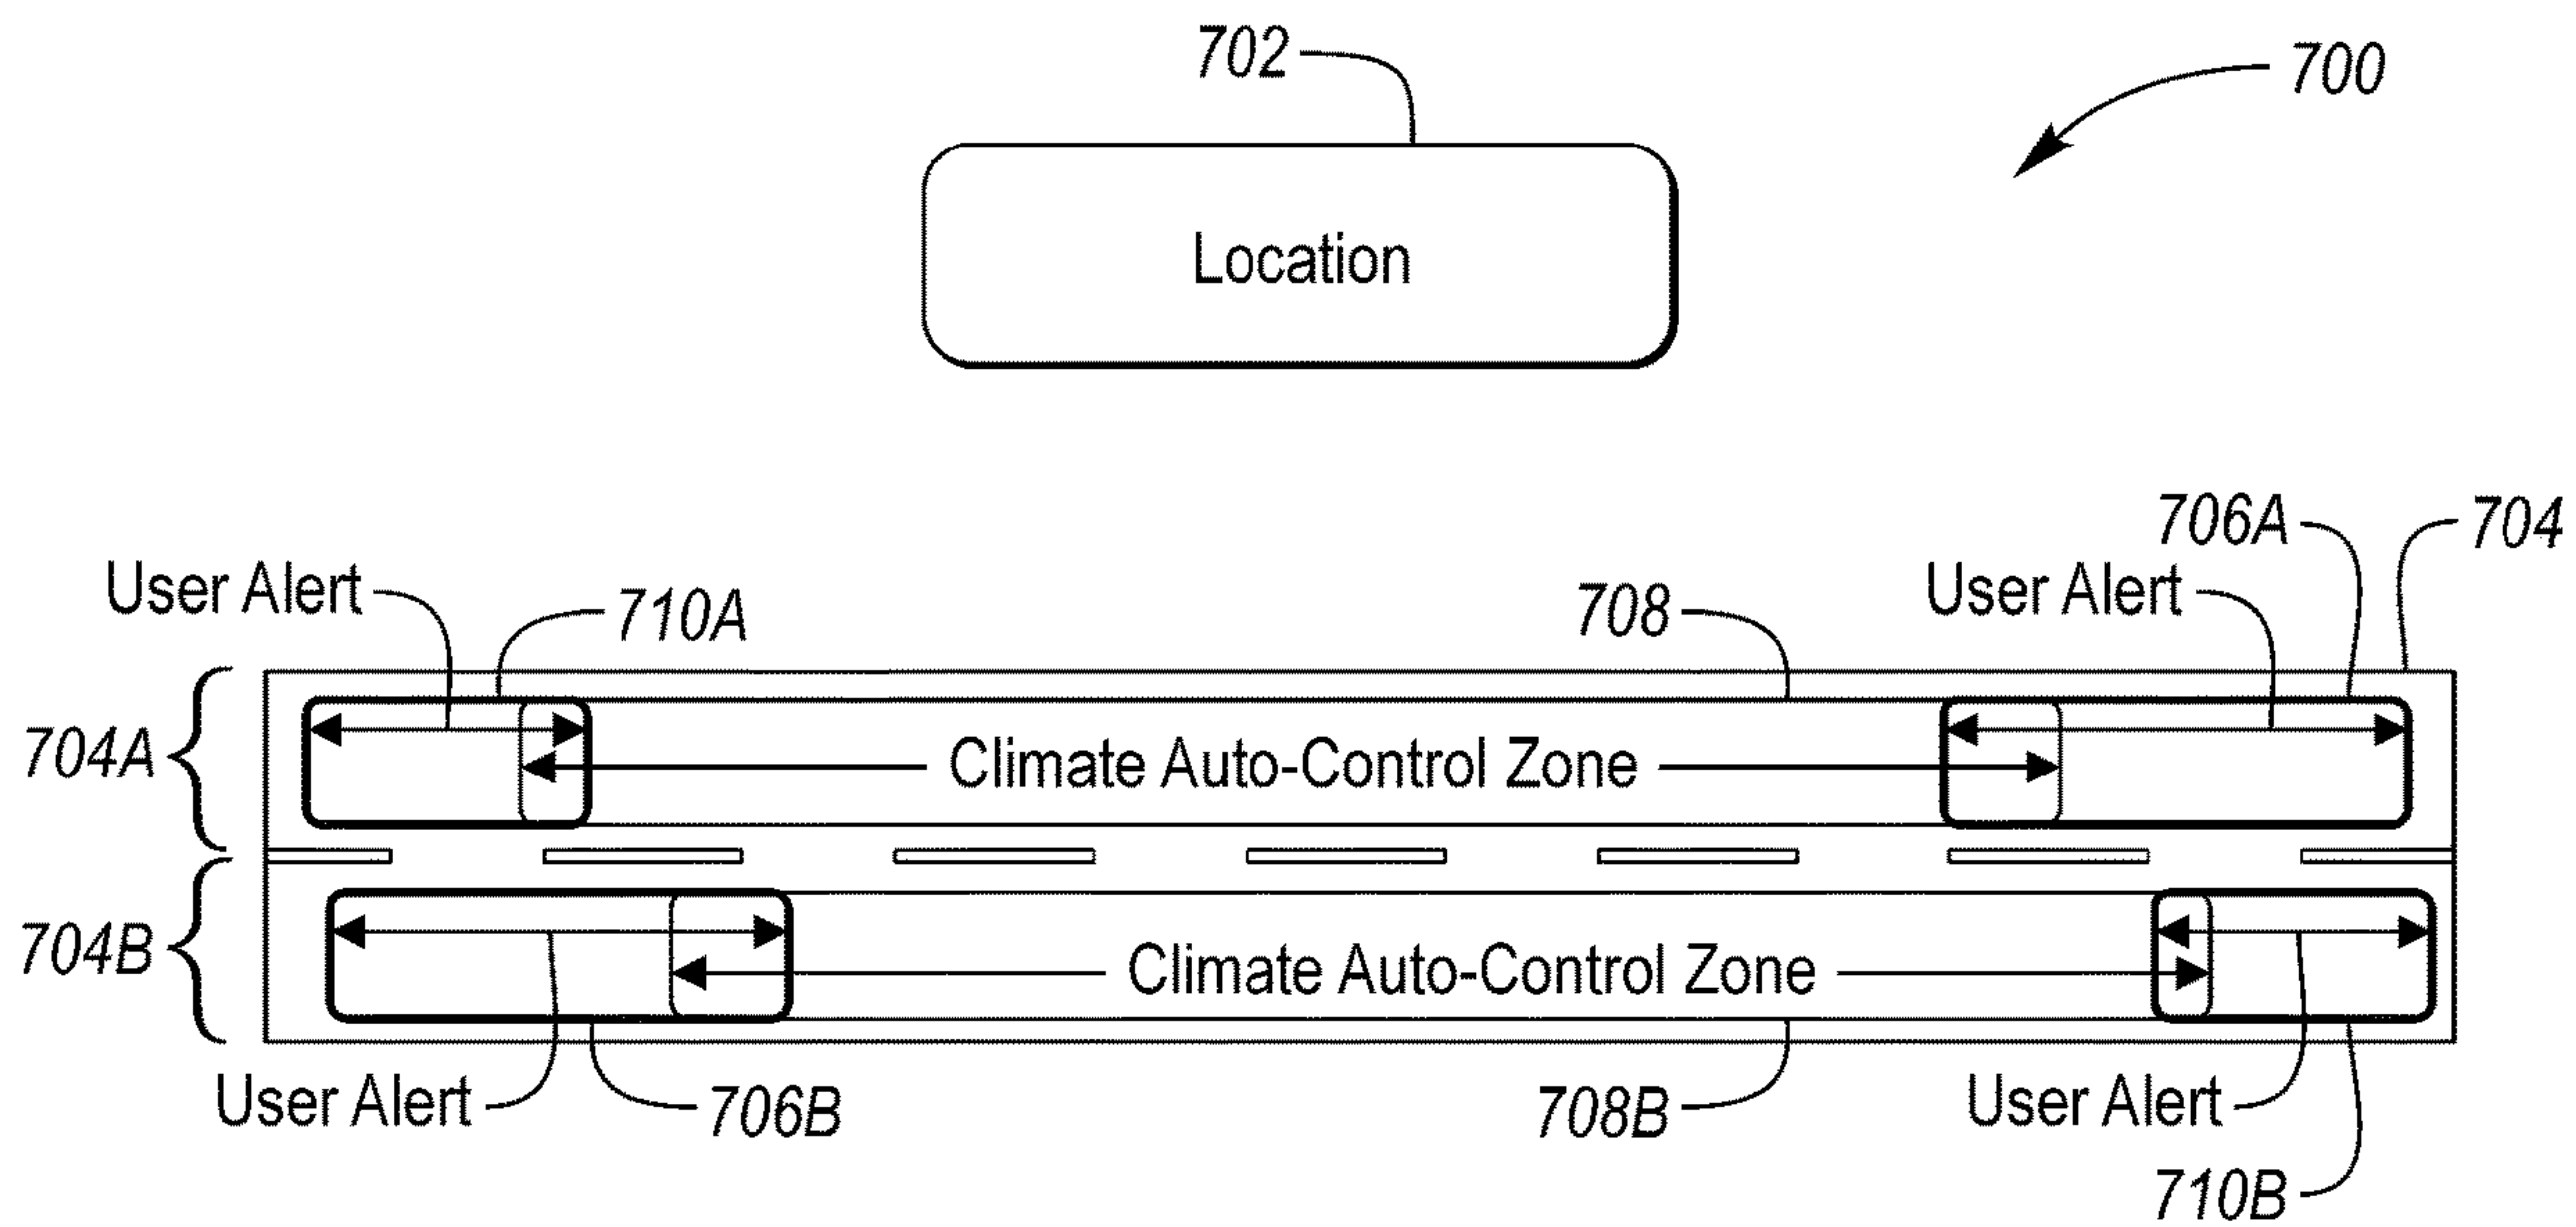 702
700
Location
706A
704
User Alert
710A
708
User Alert
704A
Climate Auto-Control Zone
704B
Climate Auto-Control Zone
User Alert
706B
708B
User Alert
710B